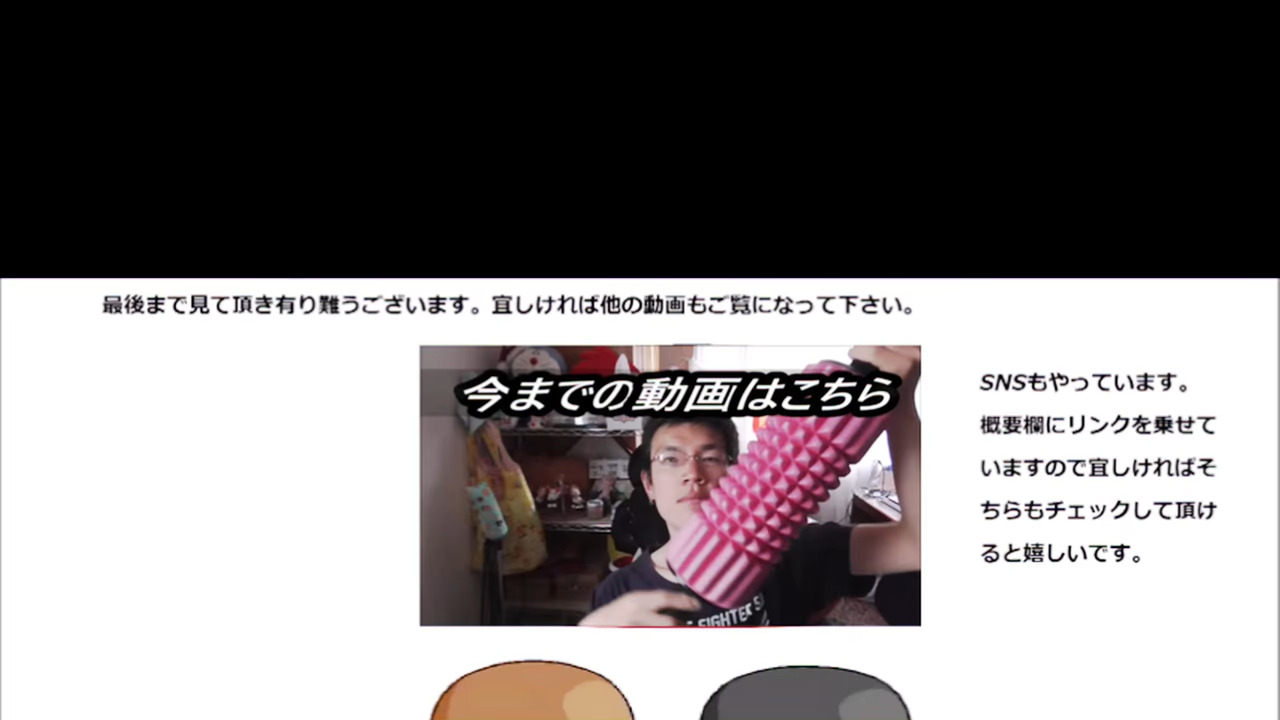 最後まで見て頂き有り難うございます。宜しければ他の動画もご覧になって下さい。
今までの動画はこちら
SNSもやっています。
概要欄にリンクを乗せて
いますので宜しければそ
ちらもチェックして頂け
ると嬉しいです。
FIGHTER